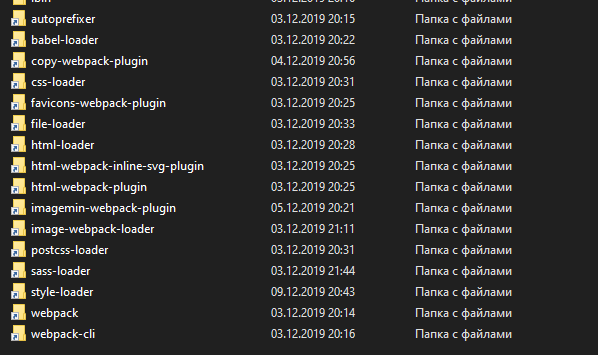 03.12.2019 20:16 Папка с файлами
autoprefixer 03.12.2019 20:15 Папка с файлами
babel-loader 03.12.2019 20:22 Папка с файлами
copy-webpack-plugin 04.12.2019 20:56 Папка с файлами
css-loader 03.12.2019 20:31 Папка с файлами
favicons-webpack-plugin 03.12.2019 20:25 Папка с файлами
file-loader 03.12.2019 20:33 Папка с файлами
html-loader 03.12.2019 20:28 Папка с файлами
html-webpack-inline-svg-plugin 03.12.2019 20:25 Папка с файлами
html-webpack-plugin 03.12.2019 20:25 Папка с файлами
imagemin-webpack-plugin 05.12.2019 20:21 Папка с файлами
image-webpack-loader 03.12.2019 21:11 Папка с файлами
postcss-loader 03.12.2019 20:31 Папка с файлами
sass-loader 03.12.2019 21:44 Папка с файлами
style-loader 09.12.2019 20:43 Папка с файлами
webpack 03.12.2019 20:14 Папка с файлами
webpack-cli 03.12.2019 20:16 Папка с файлами